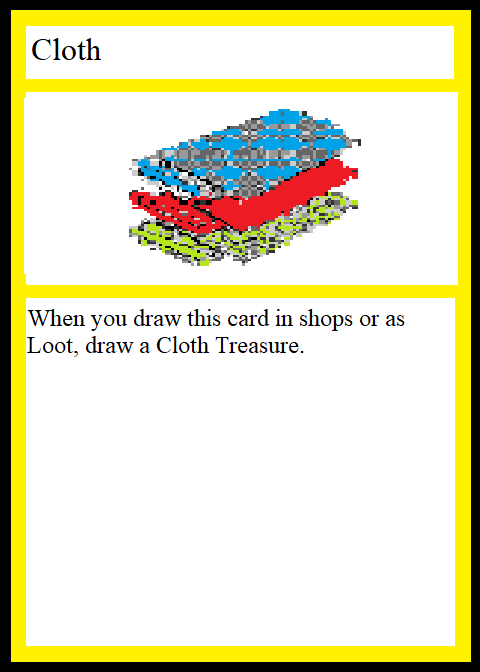 Cloth
When you draw this card in shops or as
Loot, draw a Cloth Treasure.